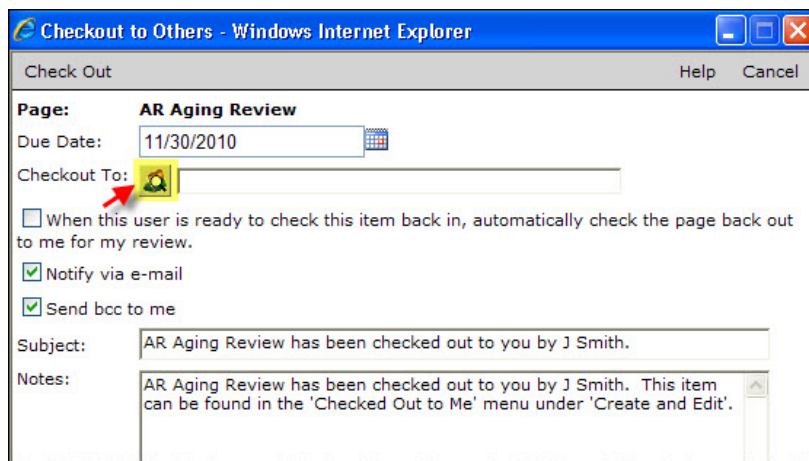 Checkout to Others - Windows Internet Explorer
Check Out Help Cancel
Page: AR Aging Review
Due Date: 11/30/2010
Checkout To:
When this user is ready to check this item back in, automatically check the page back out
to me for my review.
Notify via e-mail
Send bcc to me
Subject: AR Aging Review has been checked out to you by J Smith.
Notes: AR Aging Review has been checked out to you by J Smith.  This item
can be found in the 'Checked Out to Me' menu under 'Create and Edit'.